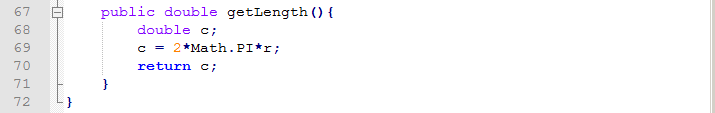 67 public double getLength(){
68 double c;
69 c = 2*Math.PI*r;
70 return c;
71 }
72 }